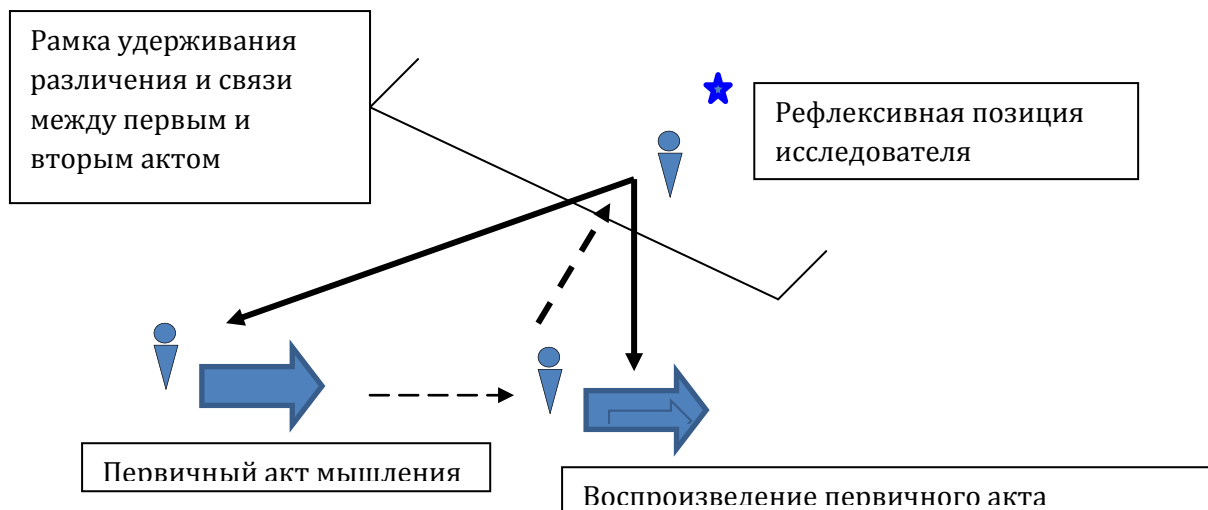 Рамка удерживания
различения и связи
между первым и
вторым актом
Рефлексивная позиция
исследователя
Первичный акт мышления
Воспроизведение первичного акта